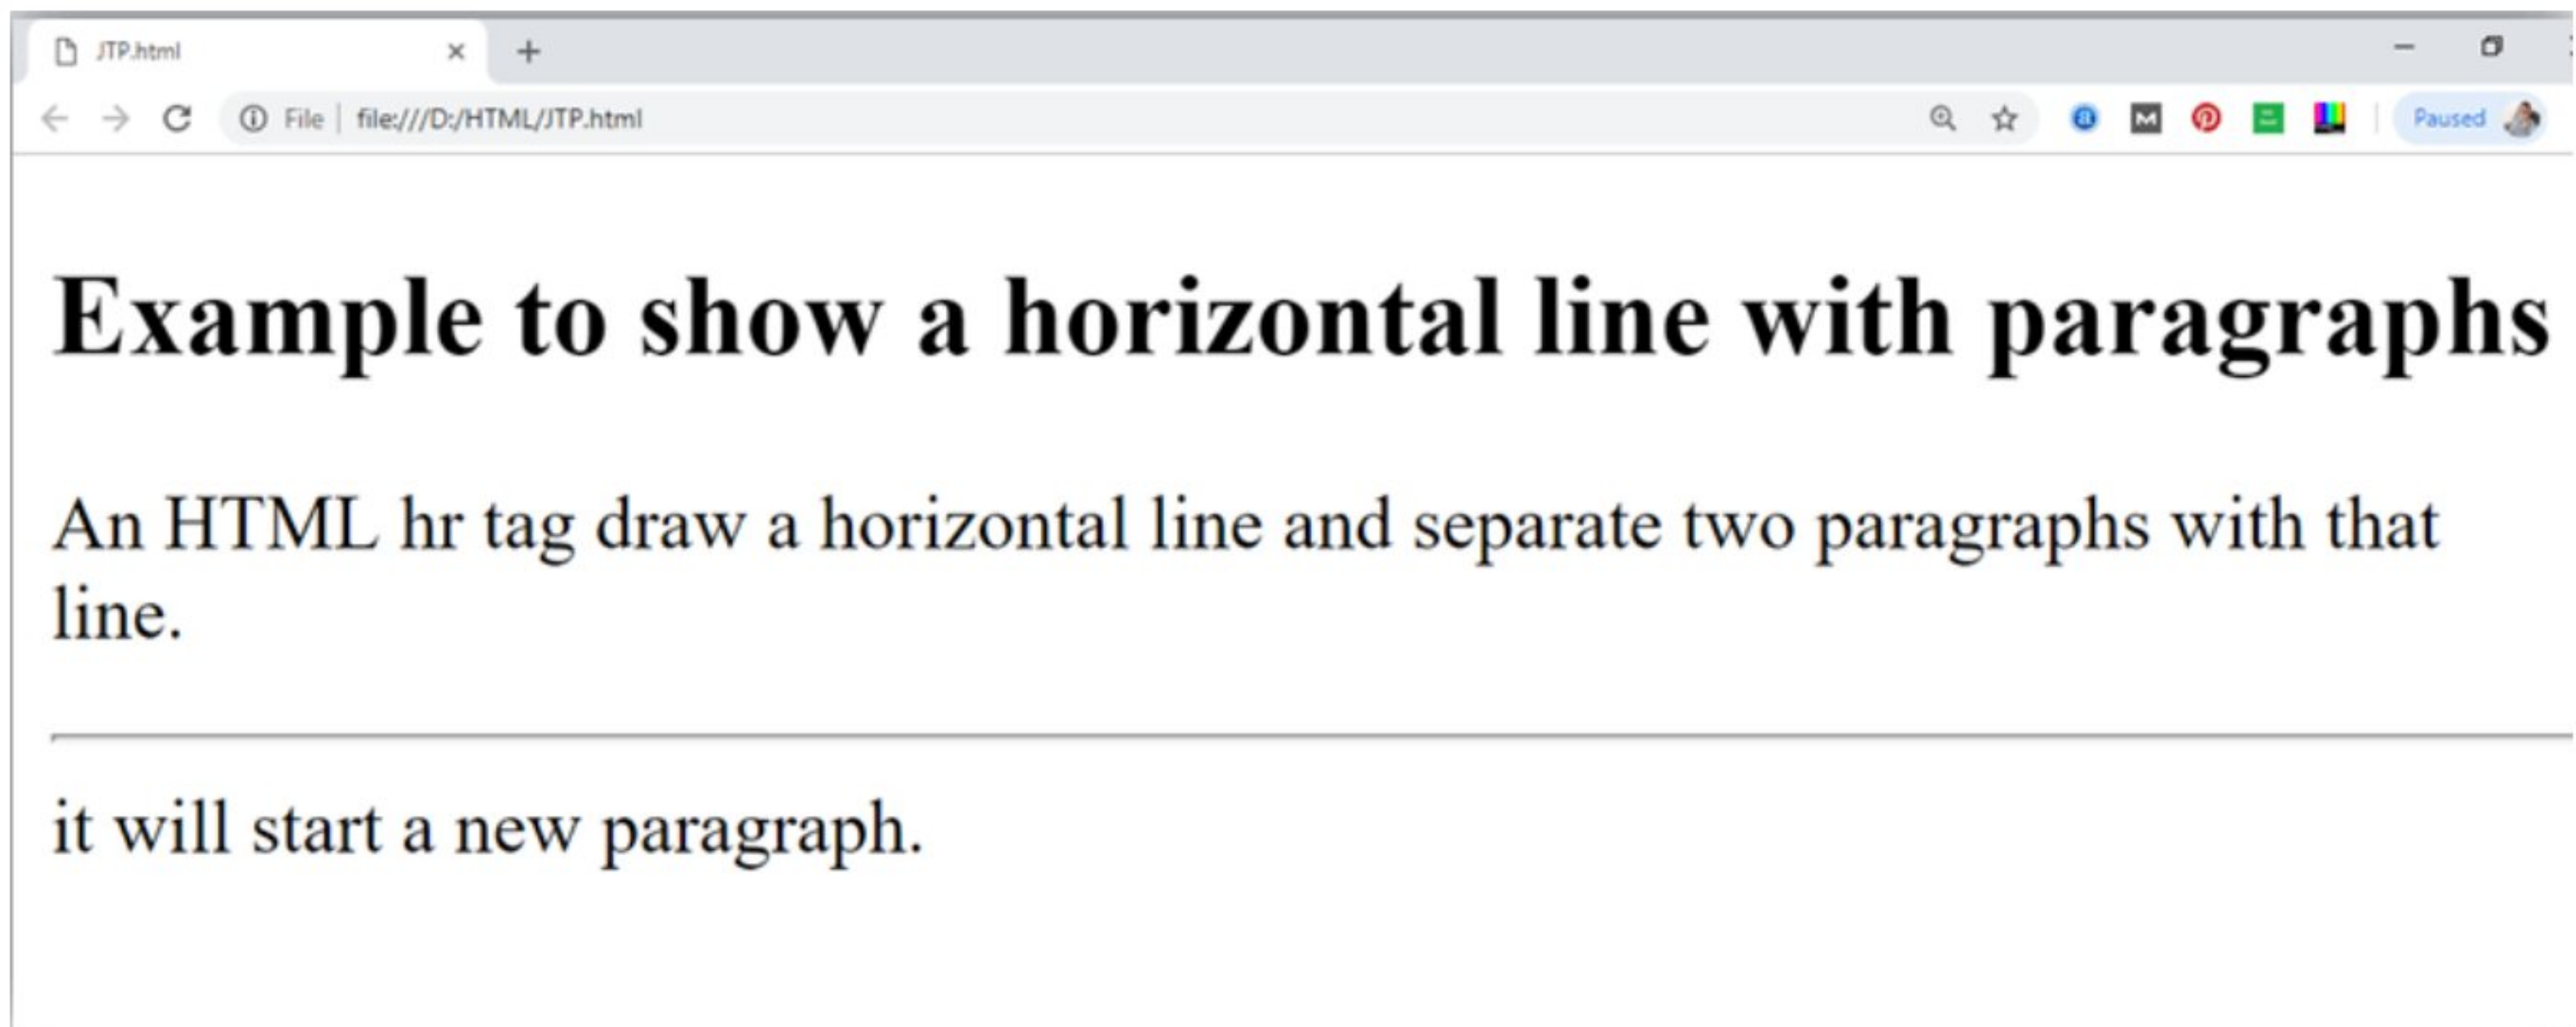 JTP.html
File file:///D:/HTML/JTP.html
Paused
Example to show a horizontal line with paragraphs
An HTML hr tag draw a horizontal line and separate two paragraphs with that
line.
it will start a new paragraph.